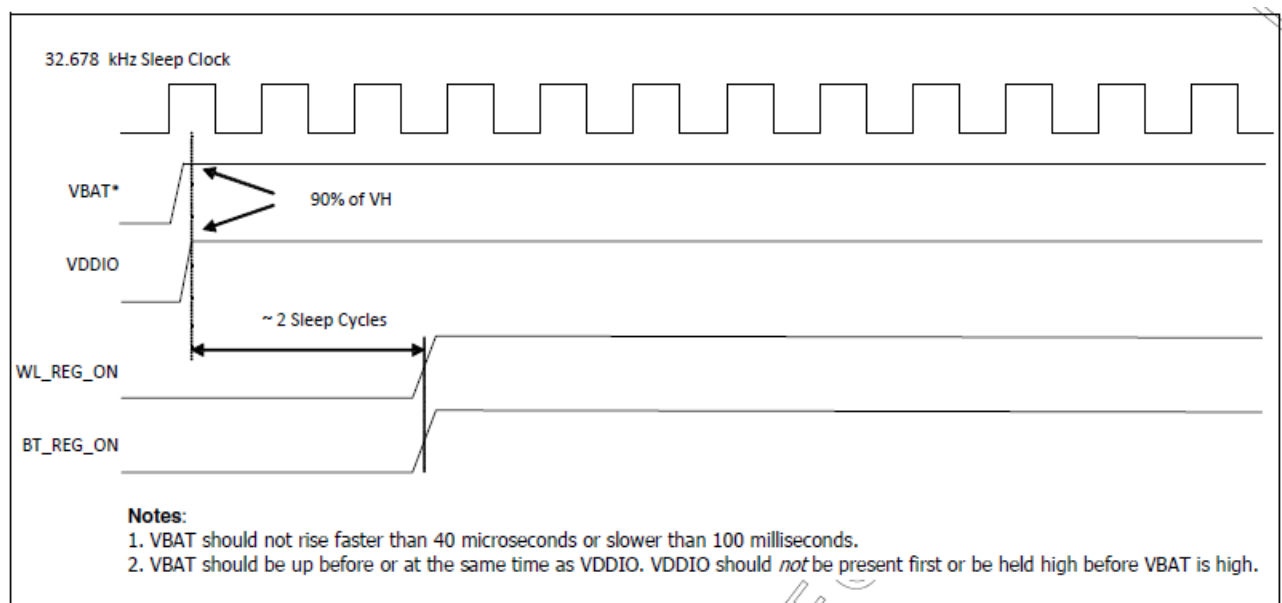 32.678 kHz Sleep Clock
VBAT*
90% of VH
VDDIO
~ 2 Sleep Cycles
WL_REG_ON
BT_REG_ON
Notes:
1. VBAT should not rise faster than 40 microseconds or slower than 100 milliseconds.
2. VBAT should be up before or at the same time as VDDIO. VDDIO should not be present first or be held high before VBAT is high.